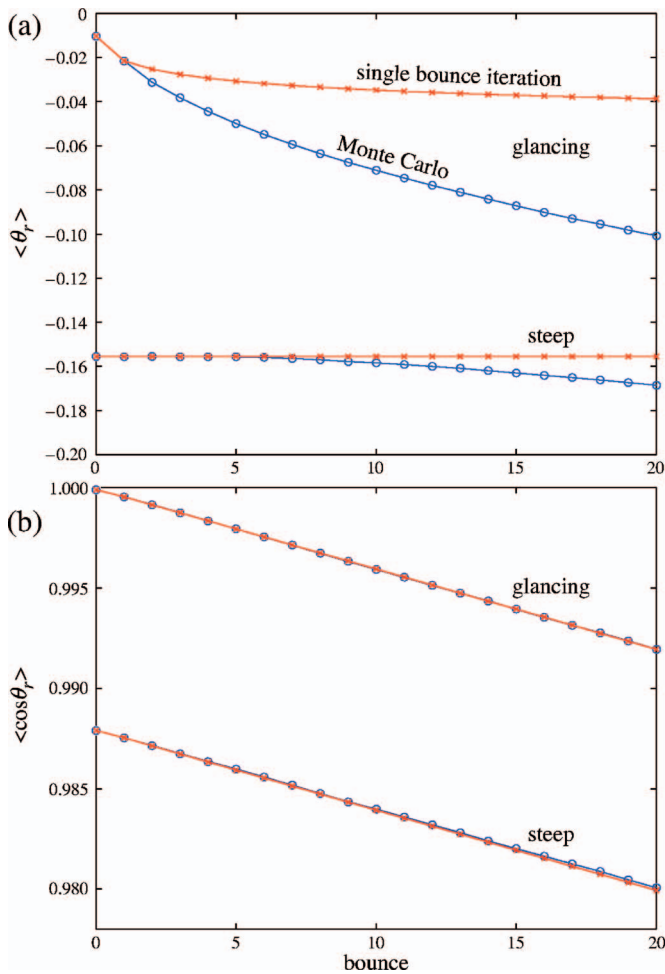 (a)
0
−0.02
−0.04
−0.06
−0.08
−0.10
−0.12
−0.14
−0.16
−0.18
−0.20
<θr>
single bounce iteration
Monte Carlo
glancing
steep
0 5 10 15 20
(b)
1.000
0.995
0.990
0.985
0.980
<cosθr>
glancing
steep
0 5 10 15 20
bounce